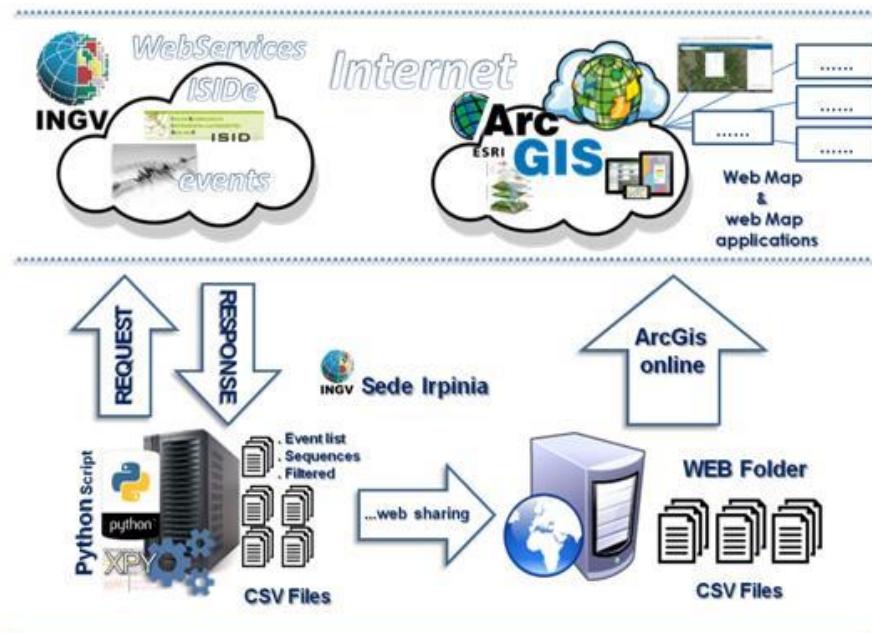 WebServices
ISIDe
INGV
ISID
events
Internet
Arc
ESRI
GIS
......
......
......
......
Web Map
&
web Map
applications
REQUEST
RESPONSE
INGV Sede Irpinia
ArcGis
online
Python Script
python
XPY
. Event list
. Sequences
. Filtered
CSV Files
...web sharing
WEB Folder
CSV Files